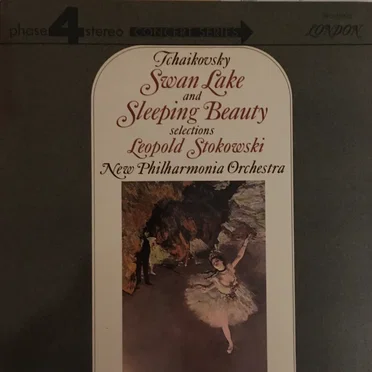 phase 4 stereo CONCERT SERIES
LONDON
Tchaikovsky
Swan Lake
and
Sleeping Beauty
selections
Leopold Stokowski
New Philharmonia Orchestra